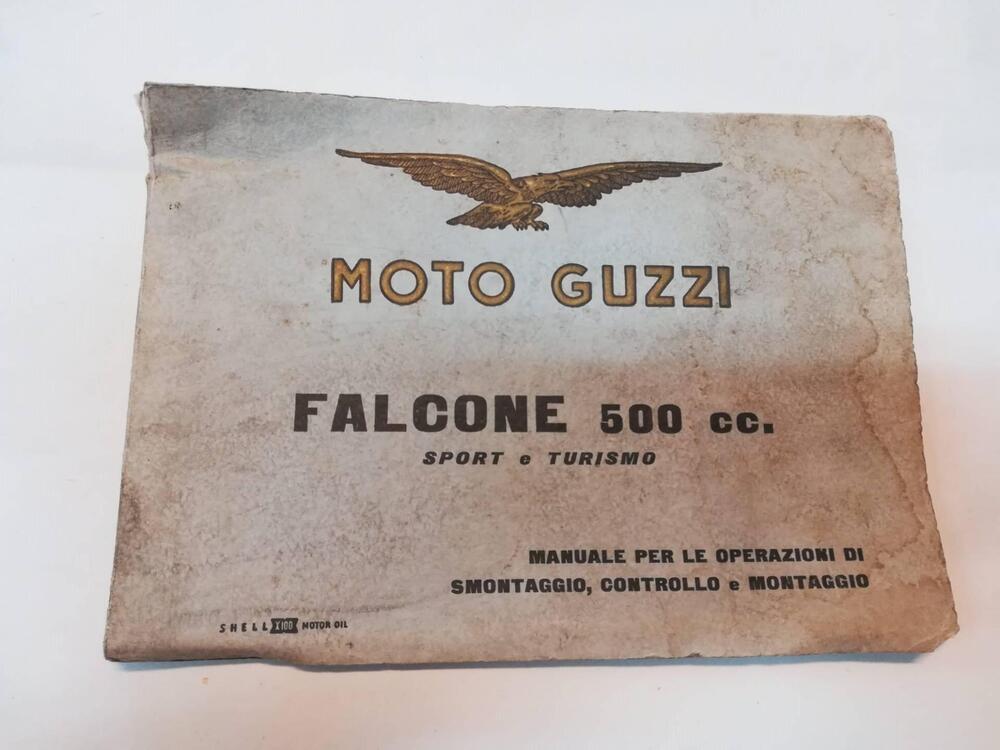 MOTO GUZZI
FALCONE 500 cc.
SPORT e TURISMO
MANUALE PER LE OPERAZIONI DI
SMONTAGGIO, CONTROLLO e MONTAGGIO
SHELL X100 MOTOR OIL